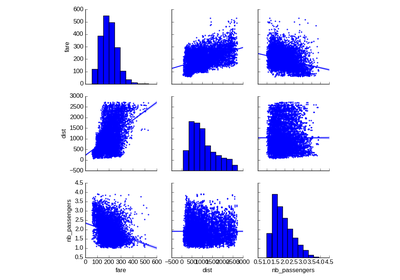 600
500
400
fare
300
200
100
0
3000
2500
2000
dist
1500
1000
500
0
-500
4.5
4.0
3.5
nb_passengers
3.0
2.5
2.0
1.5
1.0
0.5
0 100 200 300 400 500 600
-500 0 500 1000 1500 2000 2500 3000
0.5 1.0 1.5 2.0 2.5 3.0 3.5 4.0 4.5
fare
dist
nb_passengers